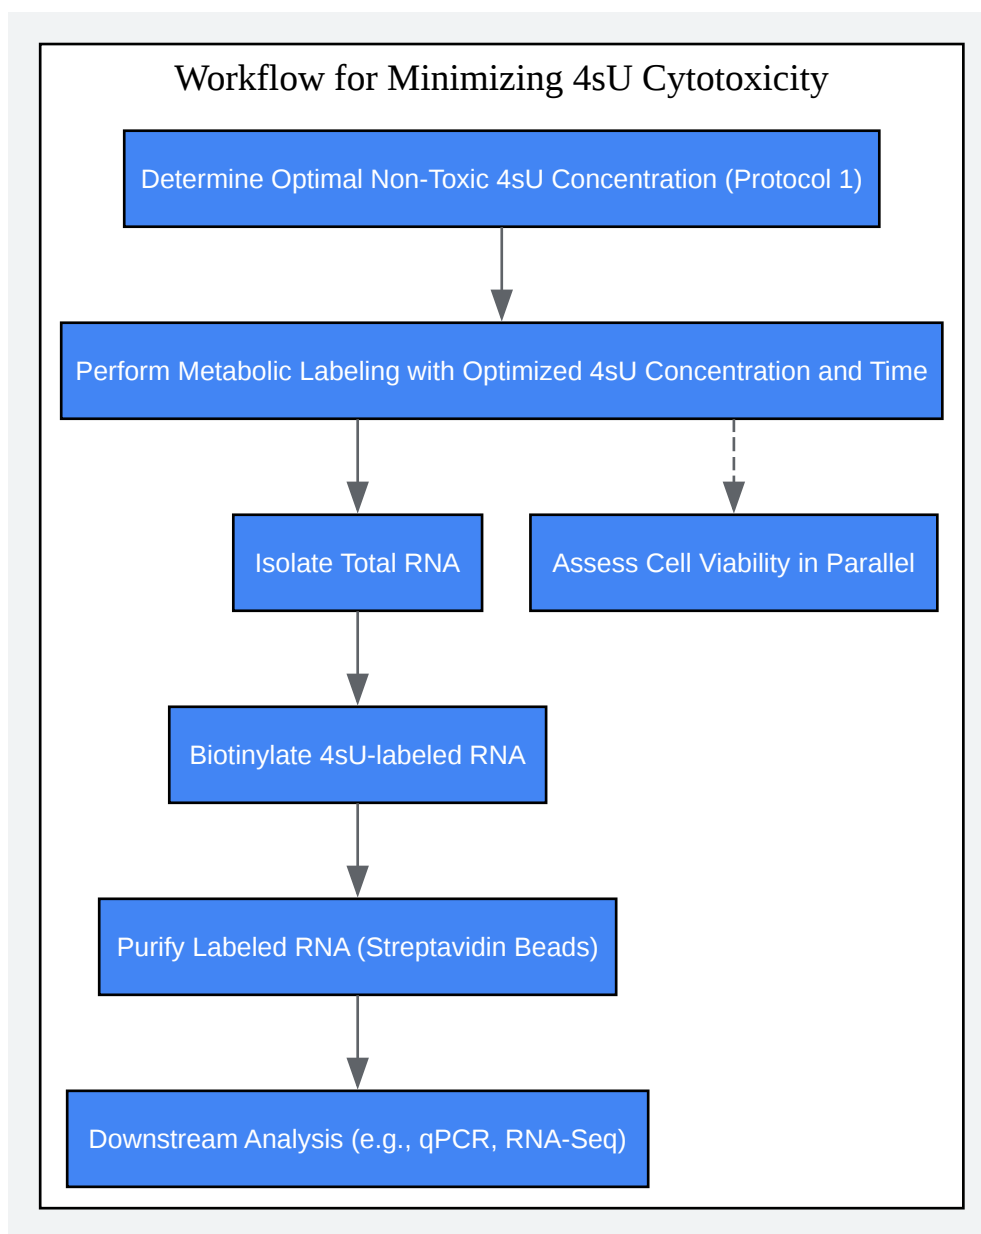 Workflow for Minimizing 4sU Cytotoxicity
Determine Optimal Non-Toxic 4sU Concentration (Protocol 1)
Perform Metabolic Labeling with Optimized 4sU Concentration and Time
Isolate Total RNA
Assess Cell Viability in Parallel
Biotinylate 4sU-labeled RNA
Purify Labeled RNA (Streptavidin Beads)
Downstream Analysis (e.g., qPCR, RNA-Seq)